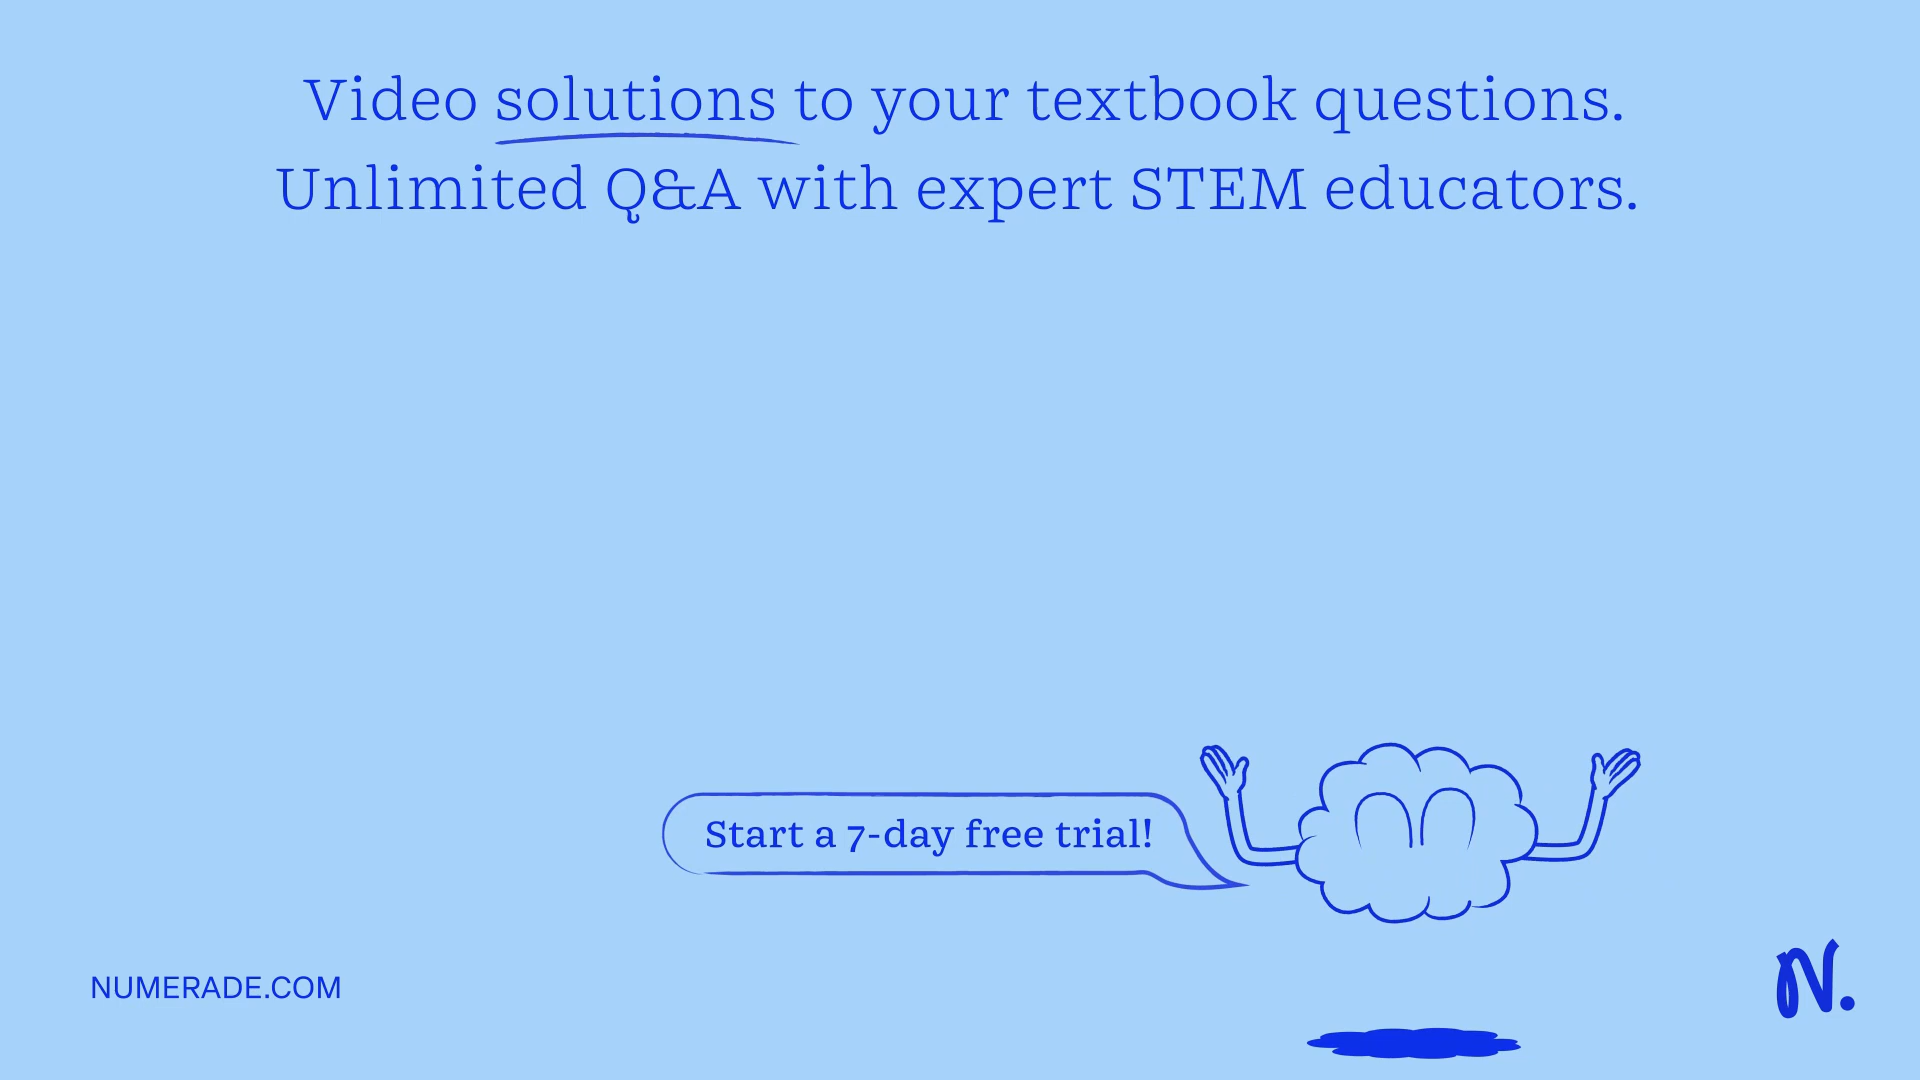 Video solutions to your textbook questions.
Unlimited Q&A with expert STEM educators.
Start a 7-day free trial!
NUMERADE.COM
N.